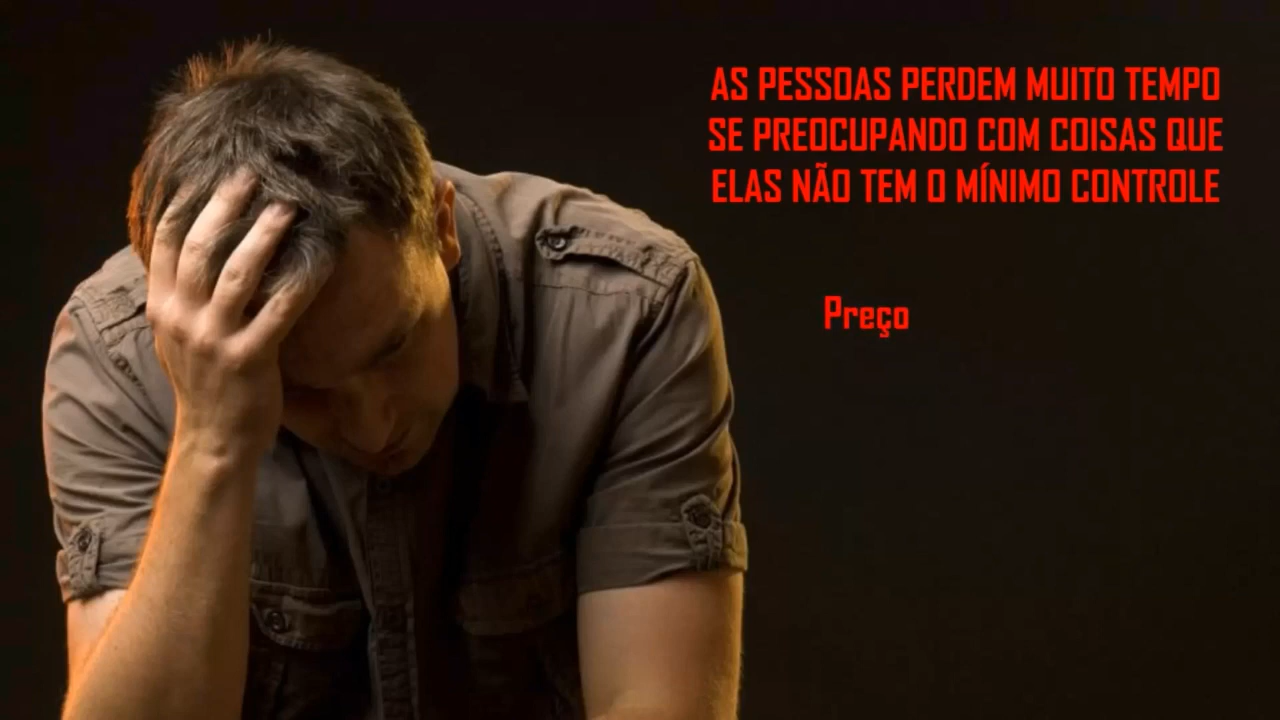 AS PESSOAS PERDEM MUITO TEMPO
SE PREOCUPANDO COM COISAS QUE
ELAS NÃO TEM O MÍNIMO CONTROLE
Preço